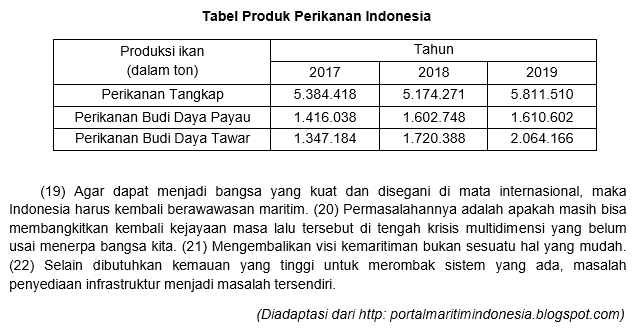 Tabel Produk Perikanan Indonesia
Produksi ikan (dalam ton) Tahun
2017 2018 2019
Perikanan Tangkap 5.384.418 5.174.271 5.811.510
Perikanan Budi Daya Payau 1.416.038 1.602.748 1.610.602
Perikanan Budi Daya Tawar 1.347.184 1.720.388 2.064.166
(19) Agar dapat menjadi bangsa yang kuat dan disegani di mata internasional, maka
Indonesia harus kembali berawawasan maritim. (20) Permasalahannya adalah apakah masih bisa
membangkitkan kembali kejayaan masa lalu tersebut di tengah krisis multidimensi yang belum
usai menerpa bangsa kita. (21) Mengembalikan visi kemaritiman bukan sesuatu hal yang mudah.
(22) Selain dibutuhkan kemauan yang tinggi untuk merombak sistem yang ada, masalah
penyediaan infrastruktur menjadi masalah tersendiri.
(Diadaptasi dari http: portalmaritimindonesia.blogspot.com)